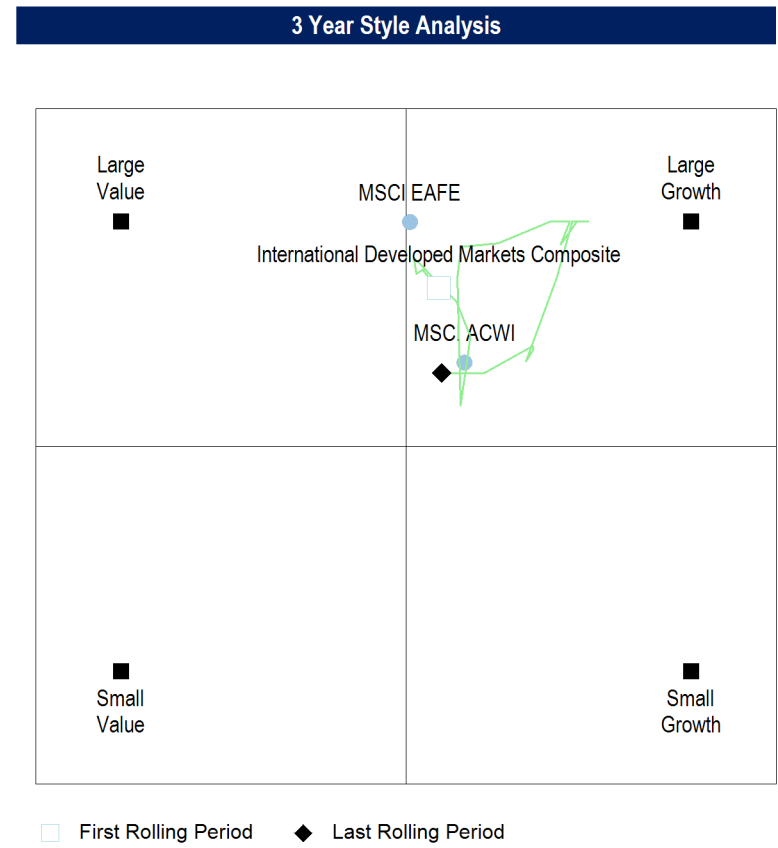 3 Year Style Analysis
Large
Value
Large
Growth
MSCI EAFE
International Developed Markets Composite
MSC. ACWI
Small
Value
Small
Growth
First Rolling Period
Last Rolling Period